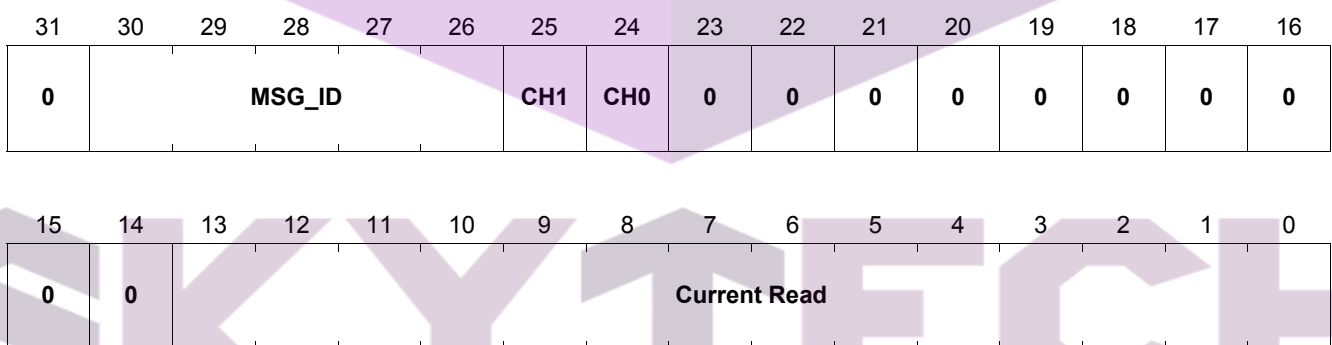 31 30 29 28 27 26 25 24 23 22 21 20 19 18 17 16
0 MSG_ID CH1 CH0 0 0 0 0 0 0 0 0
15 14 13 12 11 10 9 8 7 6 5 4 3 2 1 0
0 0 Current Read
SKYTECH